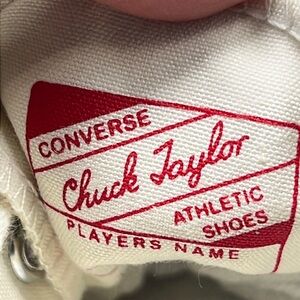 CONVERSE
Chuck Taylor
ATHLETIC
SHOES
PLAYERS NAME